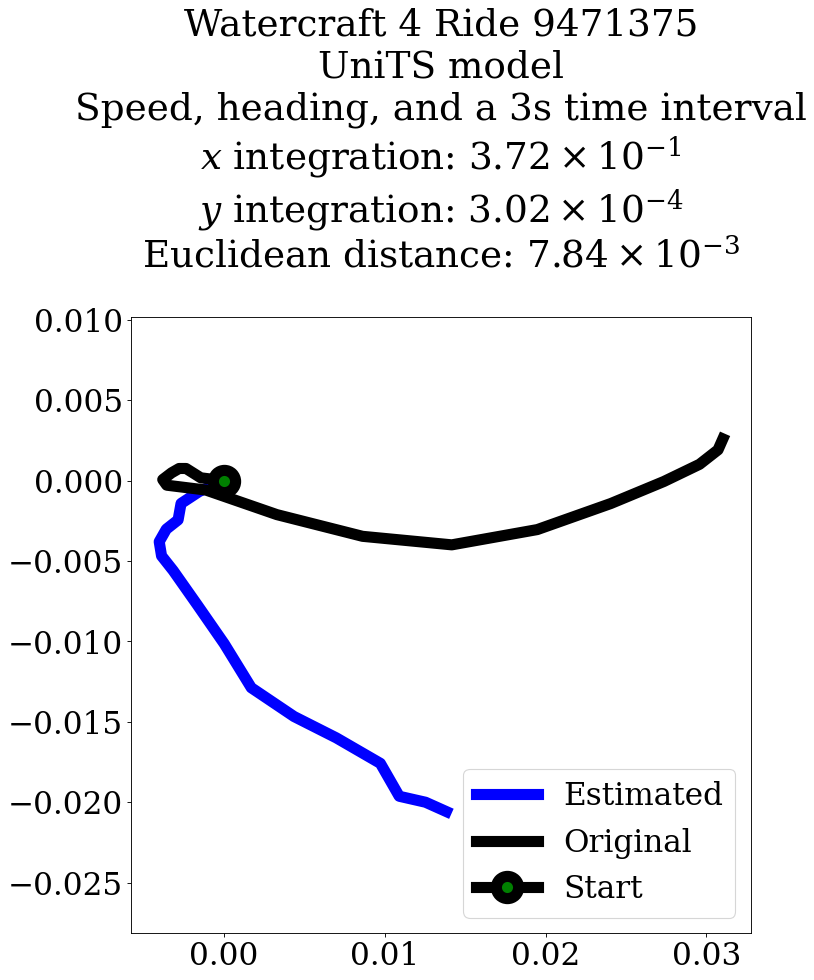 Watercraft 4 Ride 9471375
UniTS model
Speed, heading, and a 3s time interval
x integration: 3.72 × 10⁻¹
y integration: 3.02 × 10⁻⁴
Euclidean distance: 7.84 × 10⁻³
0.010
0.005
0.000
−0.005
−0.010
−0.015
−0.020
−0.025
Estimated
Original
Start
0.00 0.01 0.02 0.03